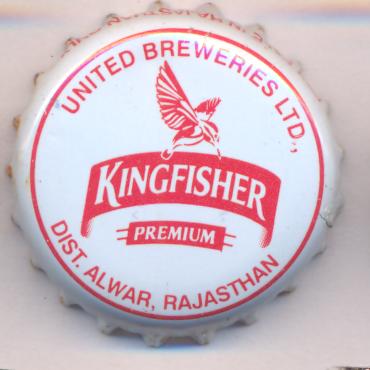 UNITED BREWERIES LTD.,
KINGFISHER
PREMIUM
DIST. ALWAR, RAJASTHAN